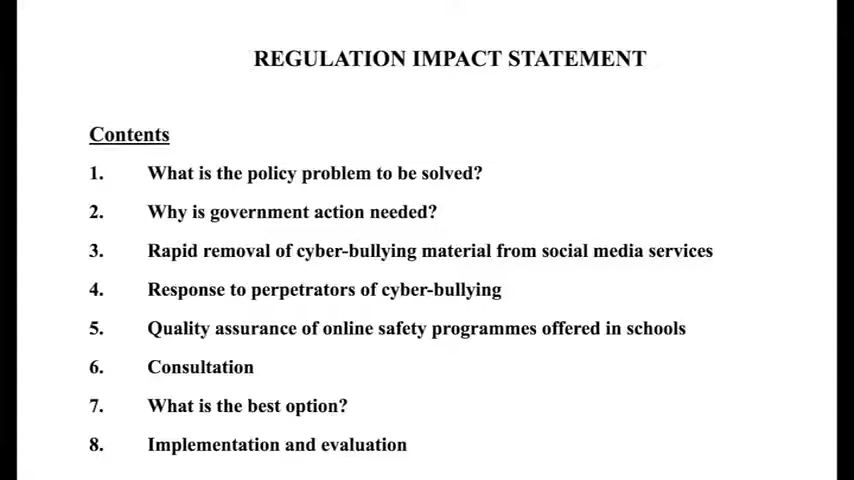 REGULATION IMPACT STATEMENT
Contents
1. What is the policy problem to be solved?
2. Why is government action needed?
3. Rapid removal of cyber-bullying material from social media services
4. Response to perpetrators of cyber-bullying
5. Quality assurance of online safety programmes offered in schools
6. Consultation
7. What is the best option?
8. Implementation and evaluation